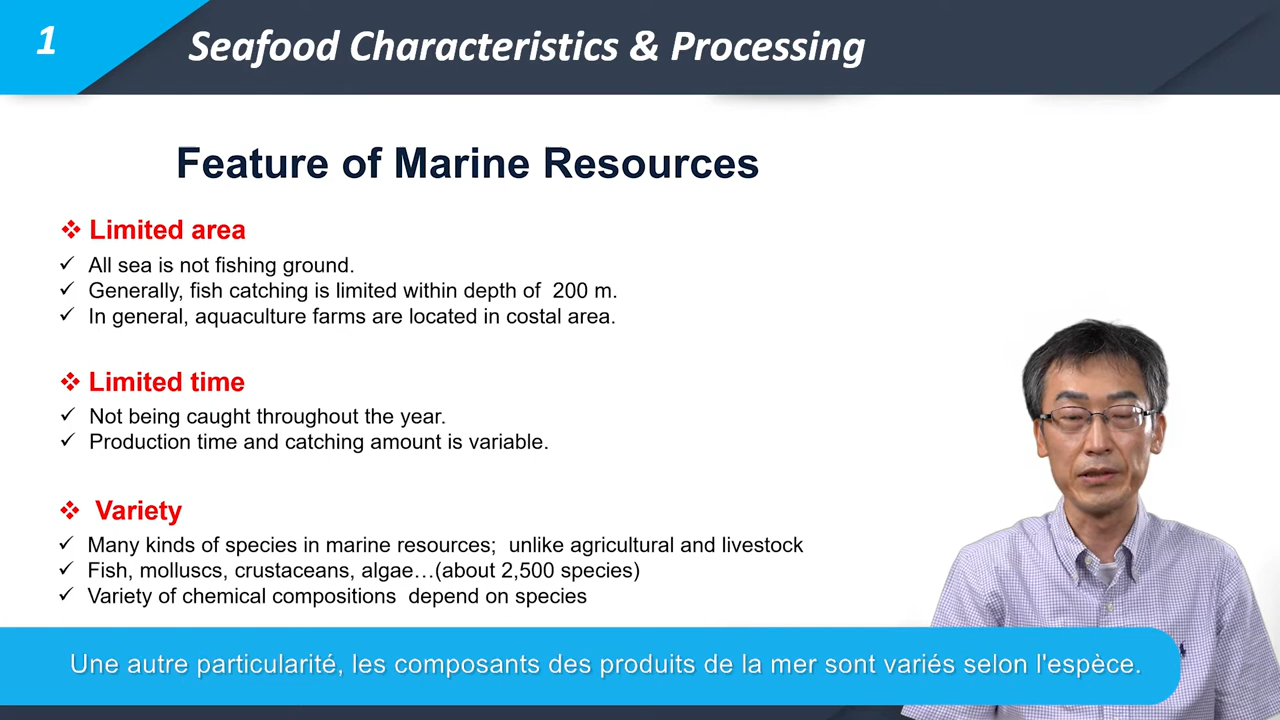 1
Seafood Characteristics & Processing
Feature of Marine Resources
❖ Limited area
✓ All sea is not fishing ground.
✓ Generally, fish catching is limited within depth of 200 m.
✓ In general, aquaculture farms are located in costal area.
❖ Limited time
✓ Not being caught throughout the year.
✓ Production time and catching amount is variable.
❖ Variety
✓ Many kinds of species in marine resources; unlike agricultural and livestock
✓ Fish, molluscs, crustaceans, algae…(about 2,500 species)
✓ Variety of chemical compositions depend on species
Une autre particularité, les composants des produits de la mer sont variés selon l'espèce.